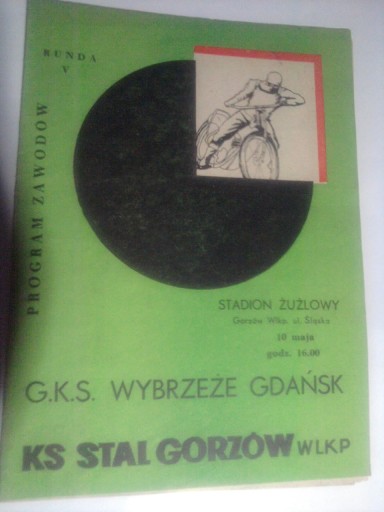 RUNDA
V
PROGRAM ZAWODÓW
STADION ŻUŻLOWY
Gorzów Wlkp. ul. Śląska
10 maja
godz. 16.00
G.K.S. WYBRZEŻE GDAŃSK
KS STAL GORZÓW WLKP